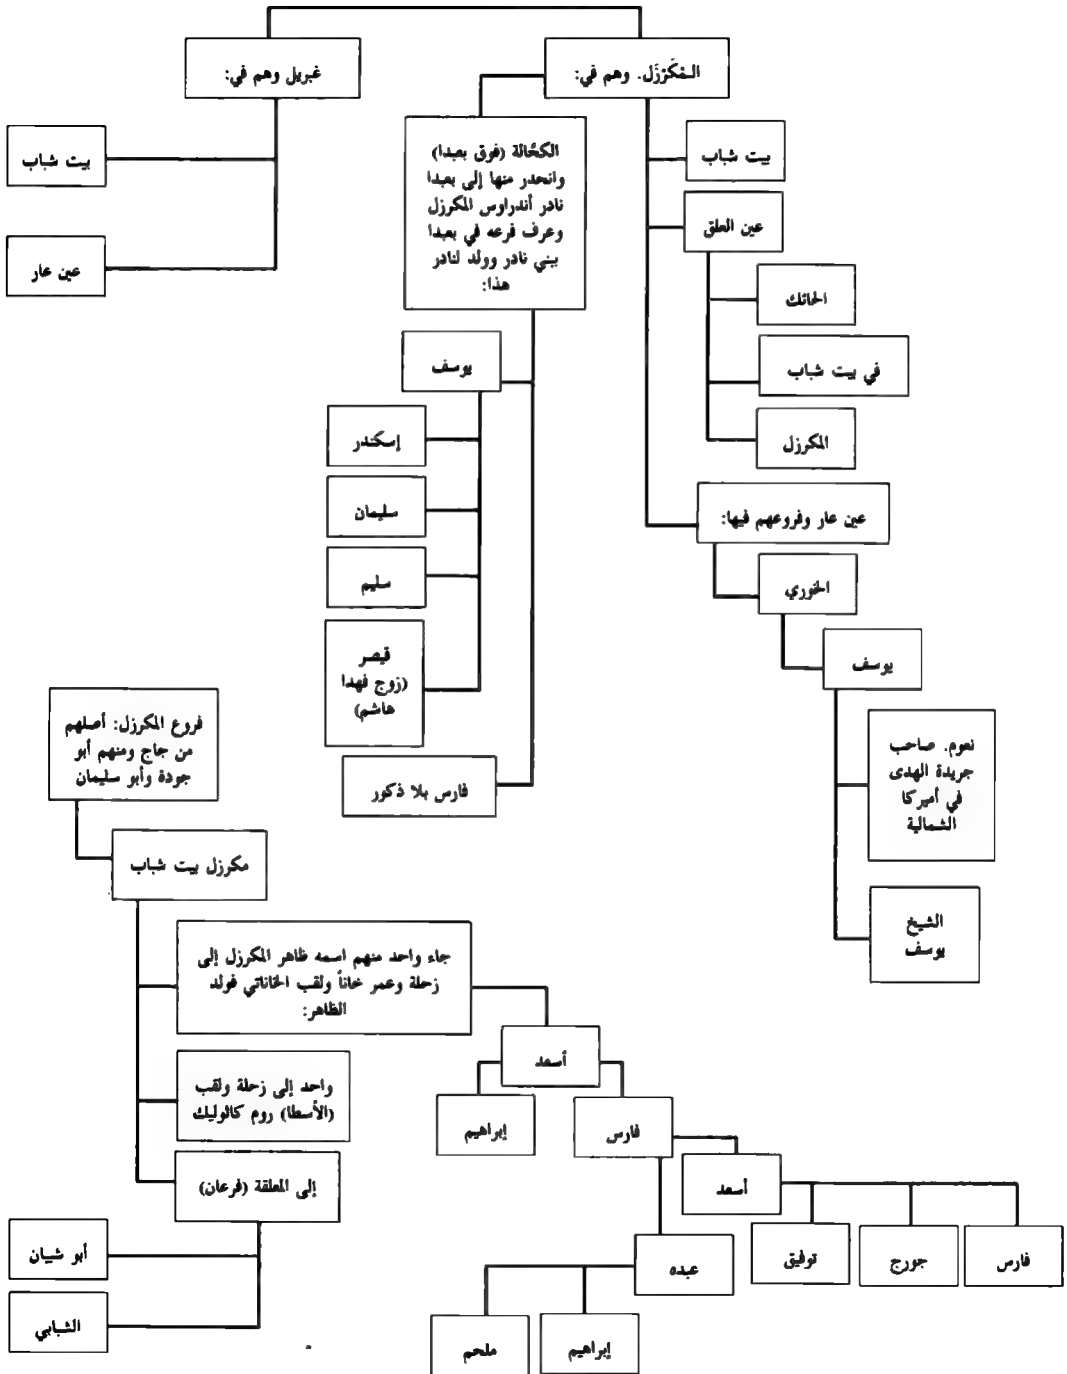 المُكَرْزَل. وهم في:
غبريل وهم في:
بيت شباب
عين العلق
الحائك
في بيت شباب
المكرزل
عين عار وفروعهم فيها:
الخوري
يوسف
نعوم. صاحب
جريدة الهدى
في أميركا
الشمالية
الشيخ
يوسف
الكحّالة (فوق بعبدا)
وانحدر منها إلى بعبدا
نادر أندراوس المكرزل
وعرف فرعه في بعبدا
ببني نادر وولد لنادر
هذا:
يوسف
إسكندر
سليمان
سليم
قيصر
(زوج فهدا
هاشم)
فارس بلا ذكور
بيت شباب
عين عار
فروع المكرزل: أصلهم
من جاج ومنهم أبو
جودة وأبو سليمان
مكرزل بيت شباب
جاء واحد منهم اسمه ظاهر المكرزل إلى
زحلة وعمر خاناً ولقب الخاناتي فولد
الظاهر:
أسعد
إبراهيم
فارس
أسعد
توفيق
جورج
فارس
عبده
ملحم
إبراهيم
واحد إلى زحلة ولقب
(الأسطا) روم كاثوليك
إلى المعلقة (فرعان)
أبو شبيان
الشبابي